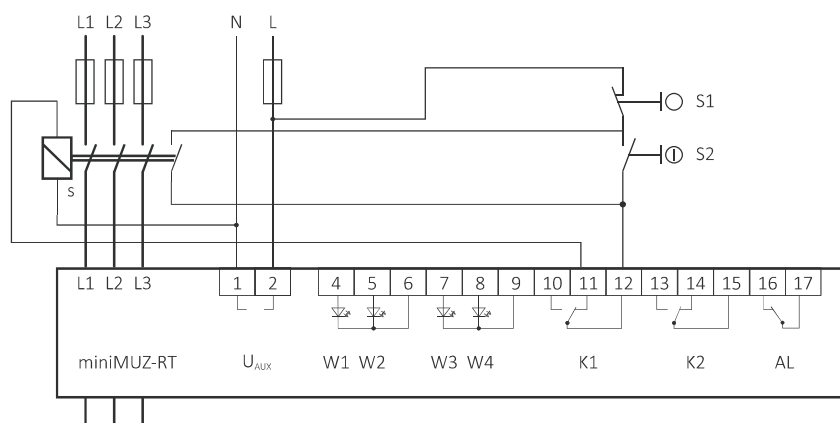 L1 L2 L3 N L
S1
S2
s
1 2 4 5 6 7 8 9 10 11 12 13 14 15 16 17
L1 L2 L3
miniMUZ-RT U_AUX W1 W2 W3 W4 K1 K2 AL